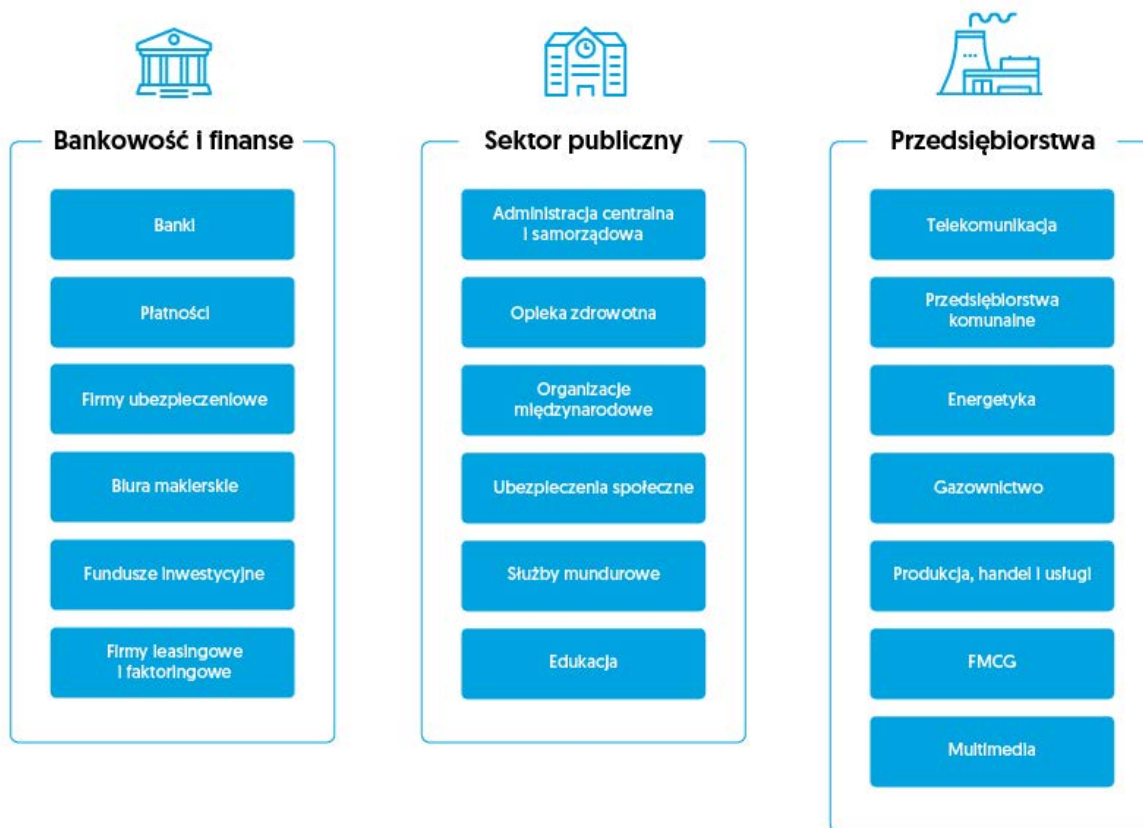 Bankowość i finanse
Banki
Płatności
Firmy ubezpieczeniowe
Biura maklerskie
Fundusze inwestycyjne
Firmy leasingowe
i faktoringowe
Sektor publiczny
Administracja centralna
i samorządowa
Opieka zdrowotna
Organizacje
międzynarodowe
Ubezpieczenia społeczne
Służby mundurowe
Edukacja
Przedsiębiorstwa
Telekomunikacja
Przedsiębiorstwa
komunalne
Energetyka
Gazownictwo
Produkcja, handel i usługi
FMCG
Multimedia